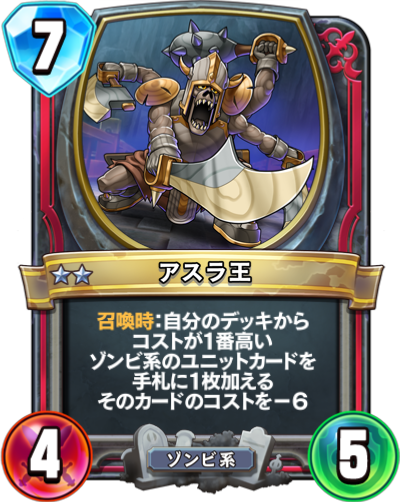 7
アスラ王
召喚時：自分のデッキから
コストが1番高い
ゾンビ系のユニットカードを
手札に1枚加える
そのカードのコストを－6
4
ゾンビ系
5